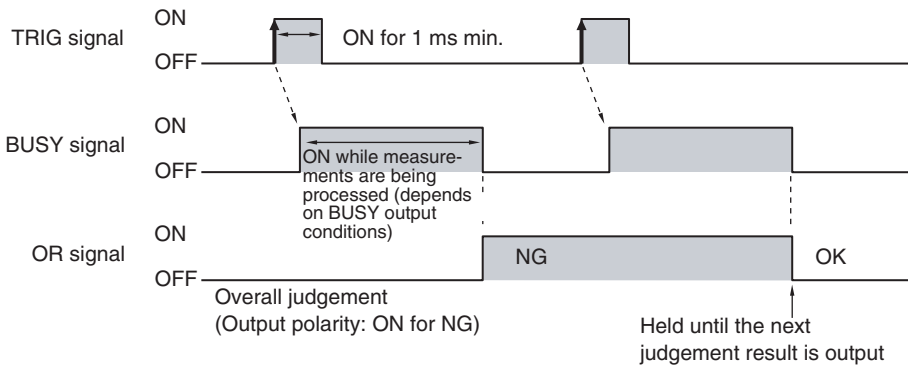 ON
TRIG signal
ON for 1 ms min.
OFF
ON
BUSY signal
OFF
ON while measure-
ments are being
processed (depends
on BUSY output
conditions)
ON
OR signal
NG
OK
OFF
Overall judgement
(Output polarity: ON for NG)
Held until the next
judgement result is output